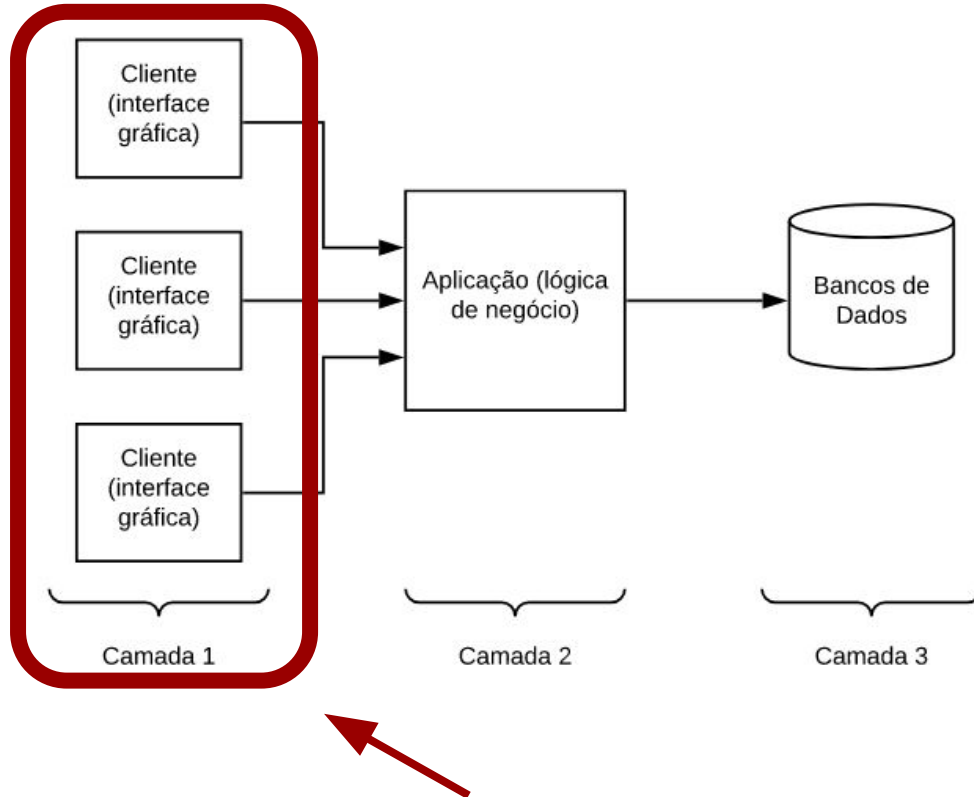 Cliente
(interface
gráfica)
Cliente
(interface
gráfica)
Cliente
(interface
gráfica)
Aplicação (lógica
de negócio)
Bancos de
Dados
Camada 1
Camada 2
Camada 3